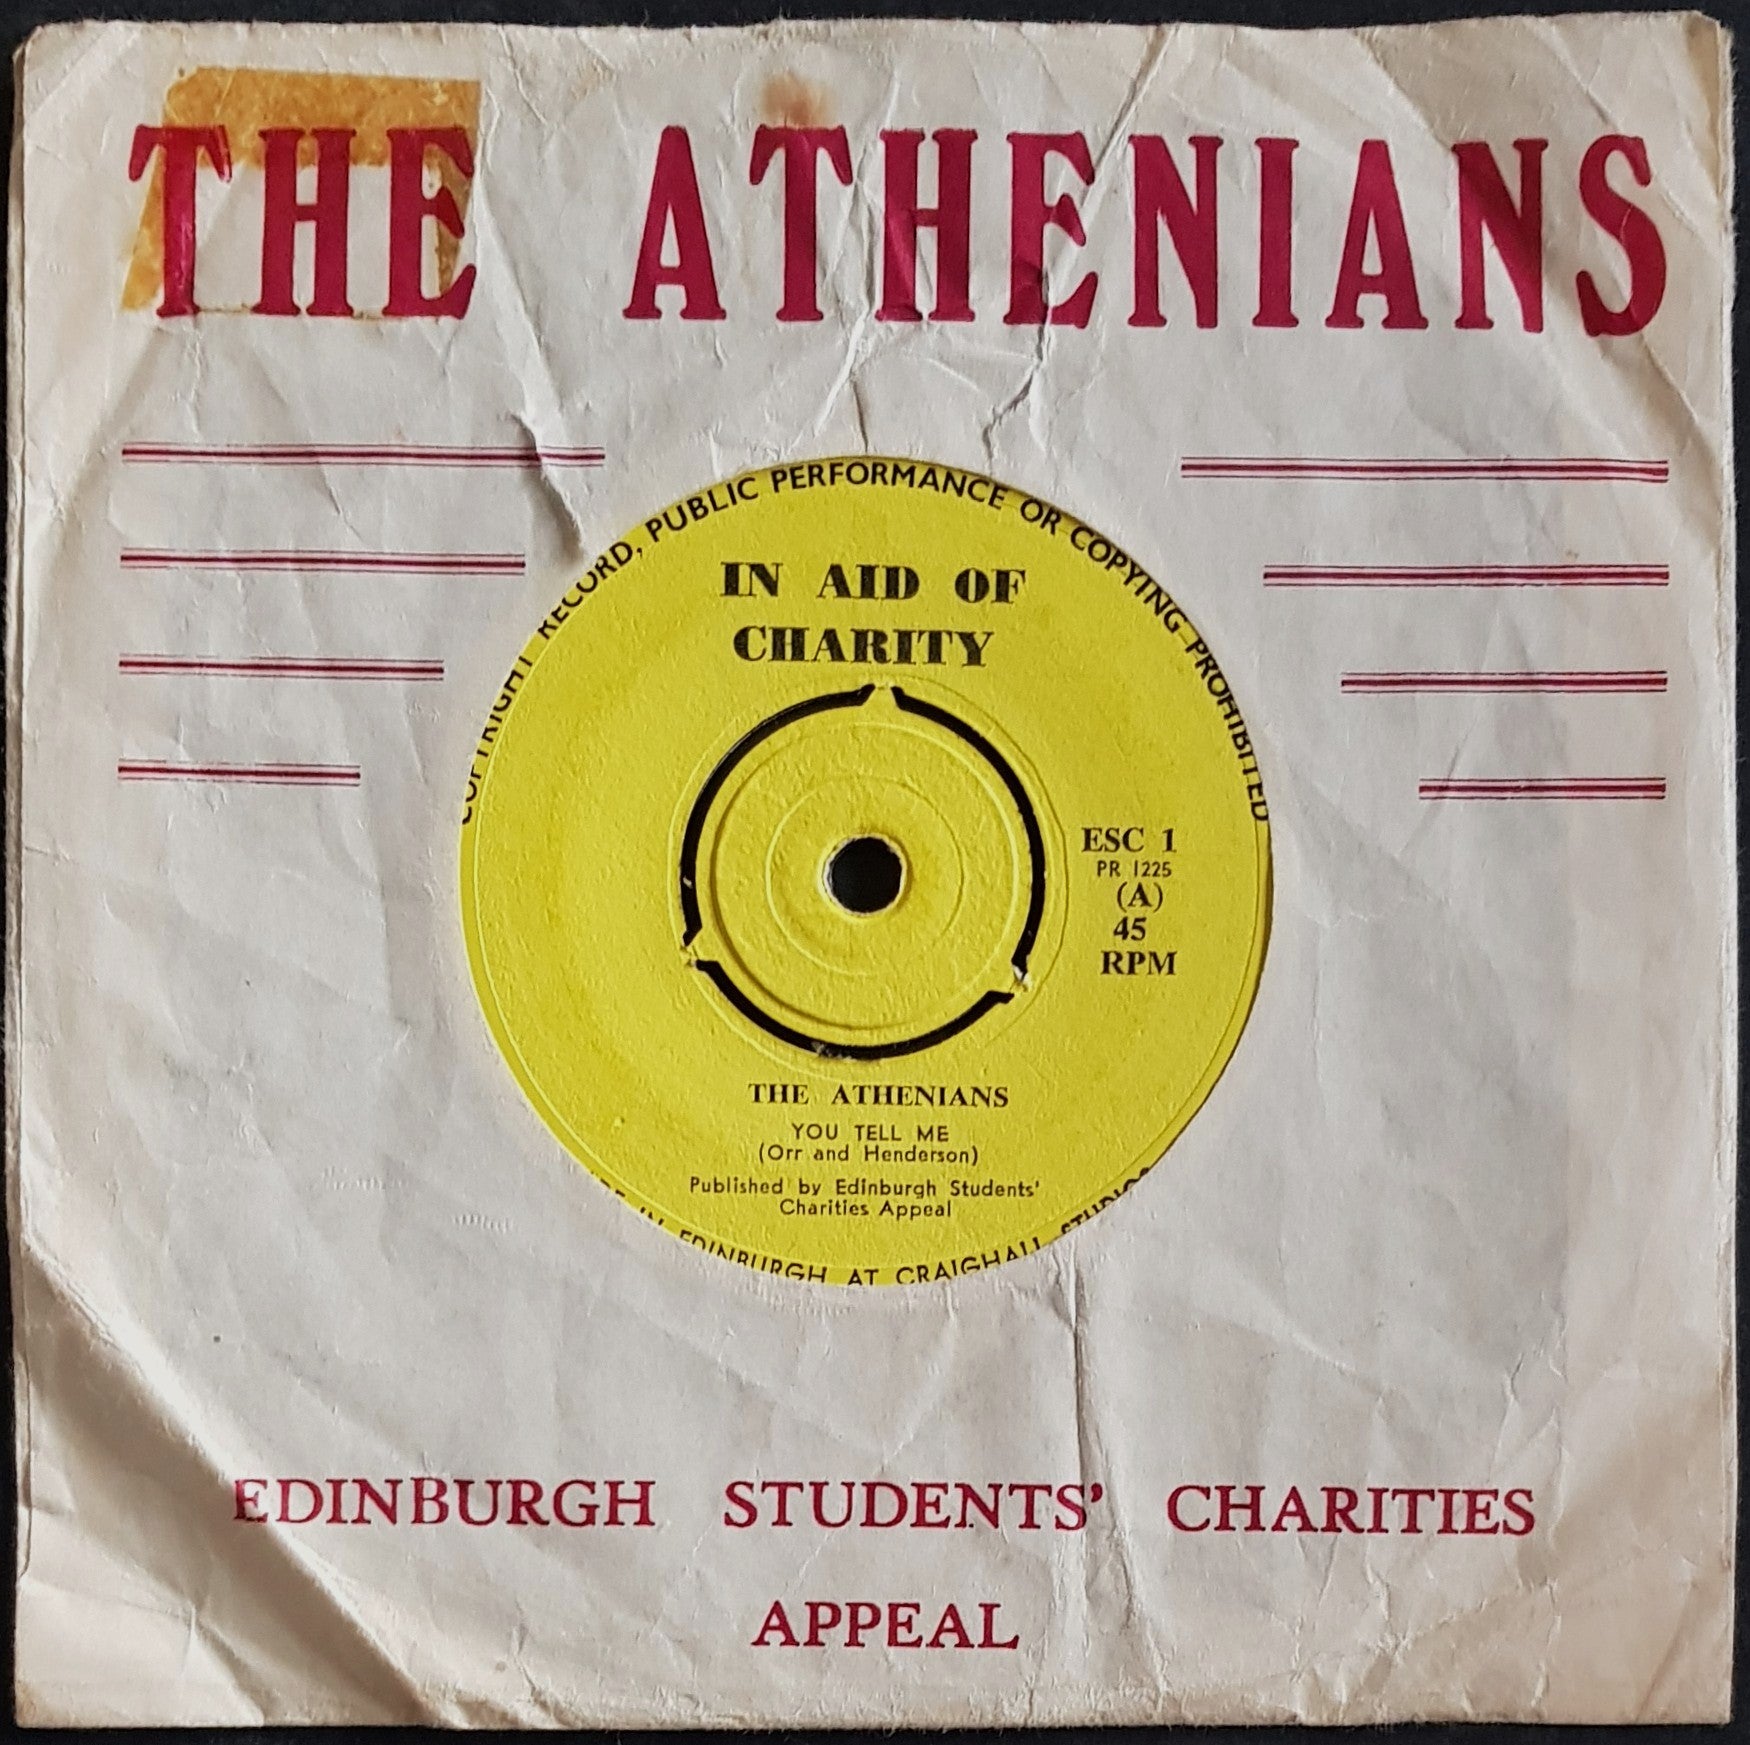 THE ATHENIANS
COPYRIGHT RECORD, PUBLIC PERFORMANCE OR COPYING PROHIBITED
IN AID OF
CHARITY
ESC 1
PR 1225
(A)
45
RPM
THE ATHENIANS
YOU TELL ME
(Orr and Henderson)
Published by Edinburgh Students'
Charities Appeal
IN EDINBURGH AT CRAIGHALL STUDIOS
EDINBURGH STUDENTS' CHARITIES
APPEAL